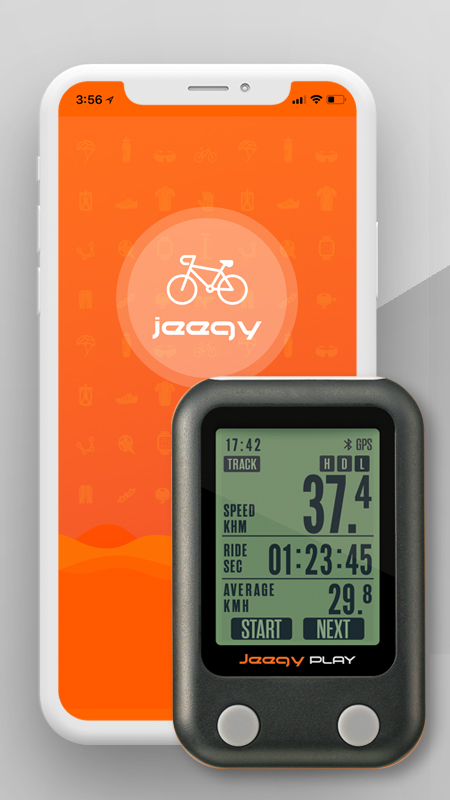 3:56
jeegy
17:42 GPS
TRACK H D L
SPEED
KHM
37.4
RIDE
SEC
01:23:45
AVERAGE
KMH
29.8
START NEXT
Jeegy PLAY